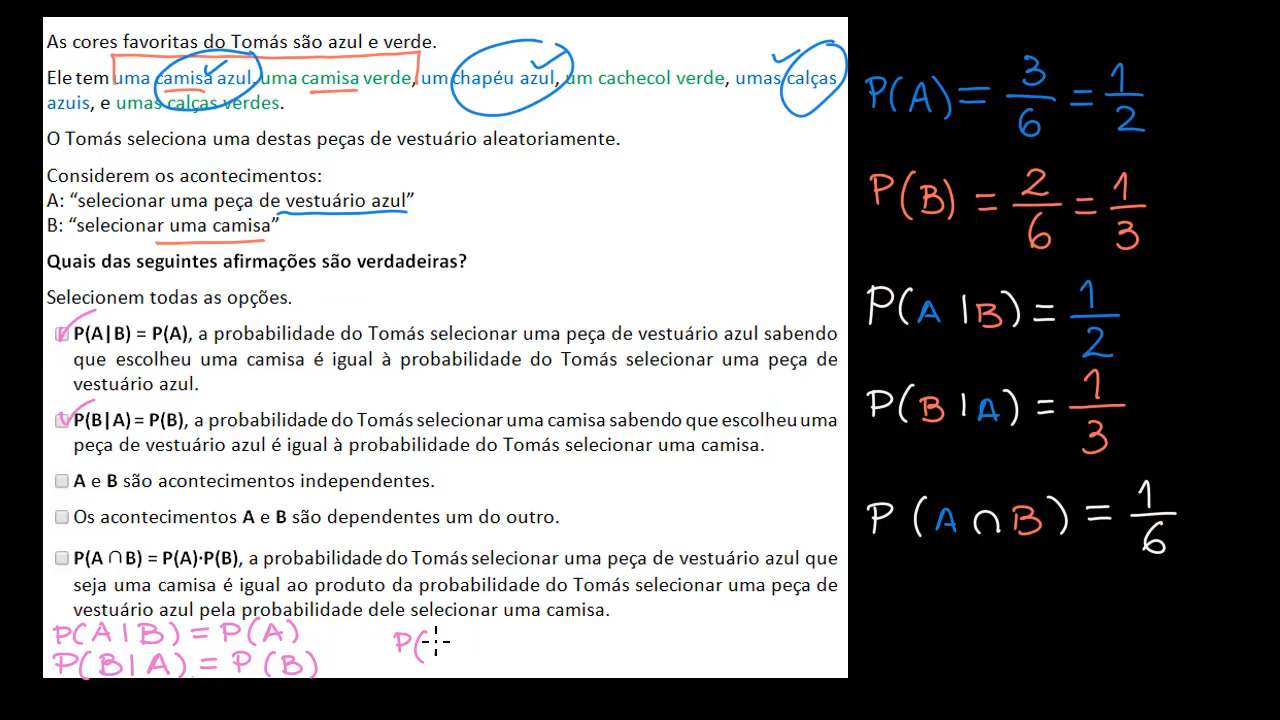 As cores favoritas do Tomás são azul e verde.
Ele tem uma camisa azul, uma camisa verde, um chapéu azul, um cachecol verde, umas calças
azuis, e umas calças verdes.
O Tomás seleciona uma destas peças de vestuário aleatoriamente.
Considerem os acontecimentos:
A: “selecionar uma peça de vestuário azul”
B: “selecionar uma camisa”
Quais das seguintes afirmações são verdadeiras?
Selecionem todas as opções.
P(A|B) = P(A), a probabilidade do Tomás selecionar uma peça de vestuário azul sabendo
que escolheu uma camisa é igual à probabilidade do Tomás selecionar uma peça de
vestuário azul.
P(B|A) = P(B), a probabilidade do Tomás selecionar uma camisa sabendo que escolheu uma
peça de vestuário azul é igual à probabilidade do Tomás selecionar uma camisa.
A e B são acontecimentos independentes.
Os acontecimentos A e B são dependentes um do outro.
P(A ∩ B) = P(A)·P(B), a probabilidade do Tomás selecionar uma peça de vestuário azul que
seja uma camisa é igual ao produto da probabilidade do Tomás selecionar uma peça de
vestuário azul pela probabilidade dele selecionar uma camisa.
P(A|B) = P(A)
P(B|A) = P(B)
P(
P(A) = 3/6 = 1/2
P(B) = 2/6 = 1/3
P(A|B) = 1/2
P(B|A) = 1/3
P(A ∩ B) = 1/6